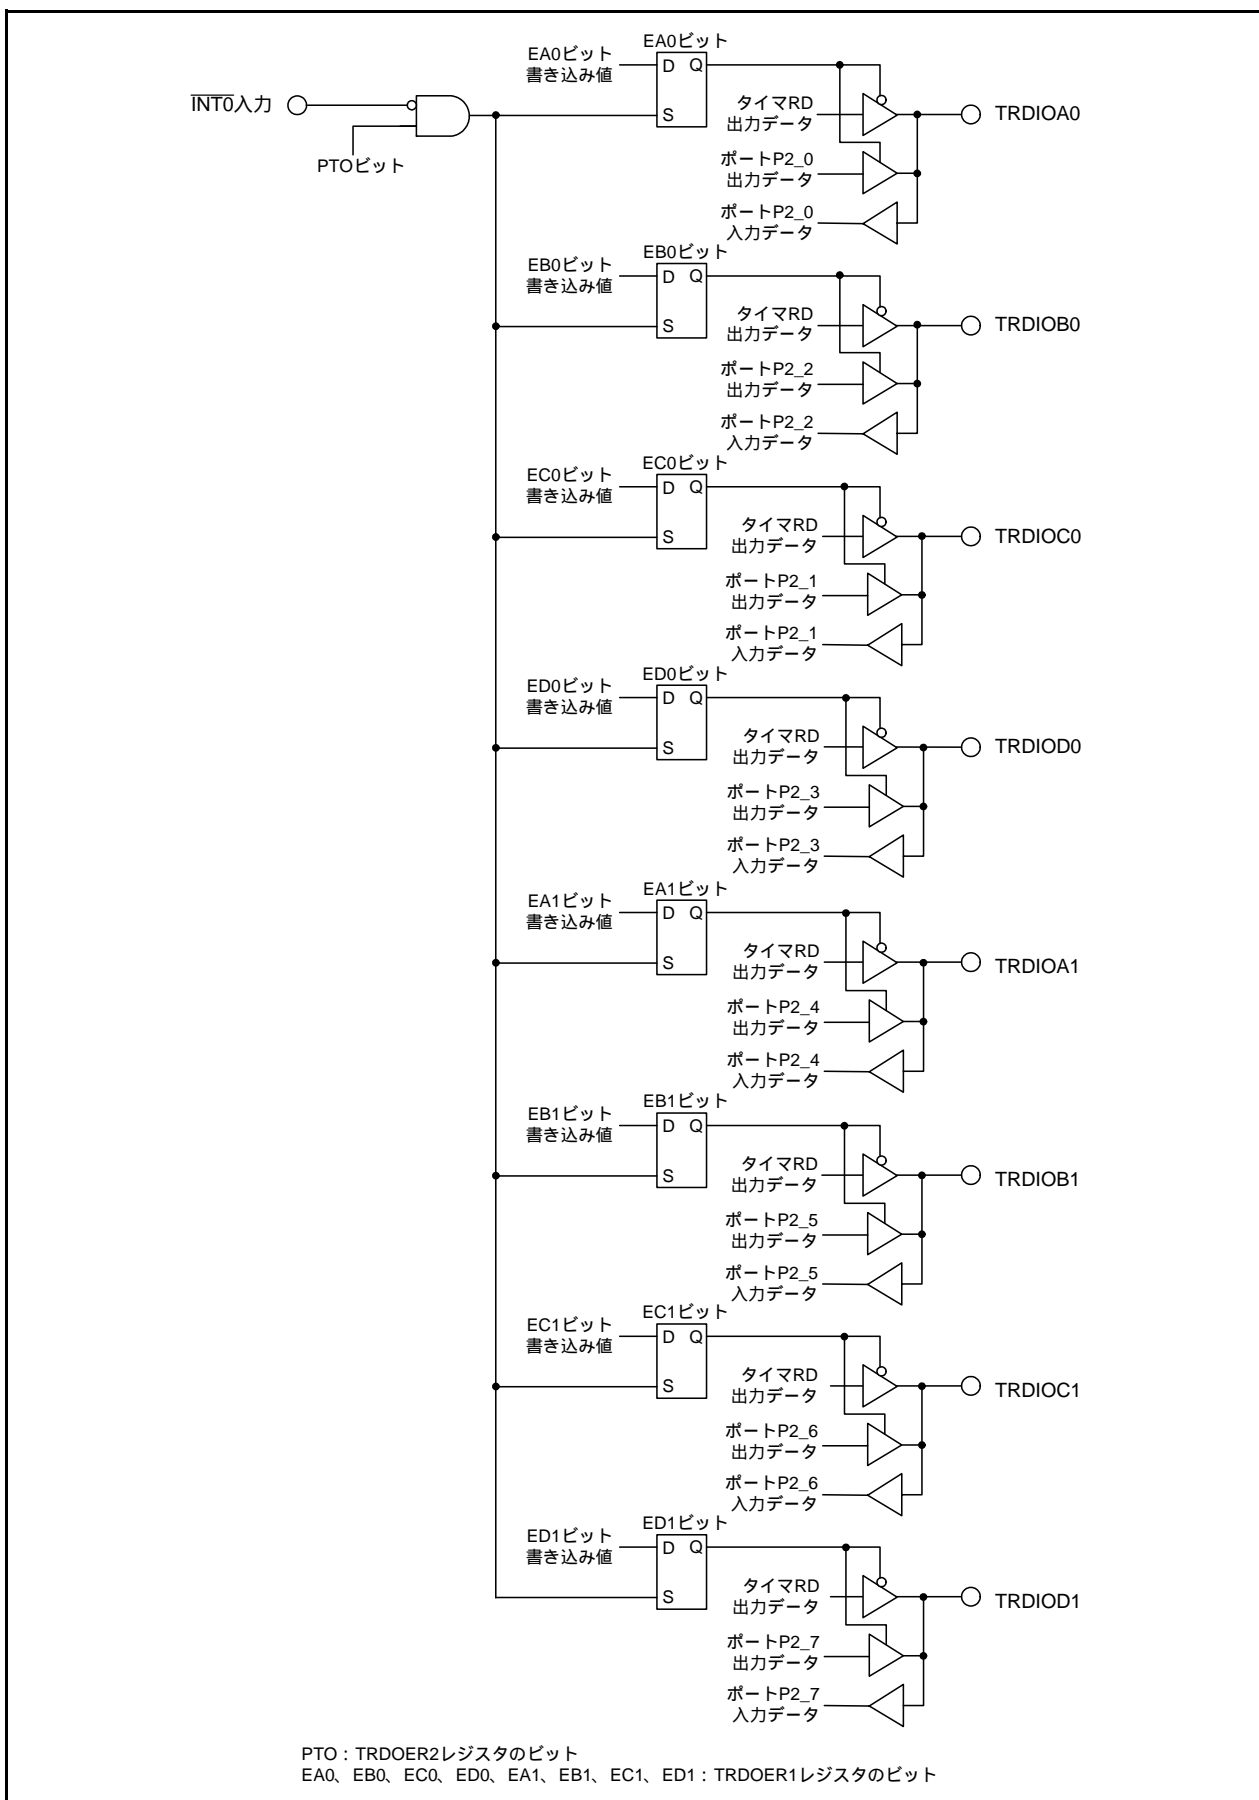 INT0入力
PTOビット
EA0ビット
EA0ビット
書き込み値
D Q
S
タイマRD
出力データ
ポートP2_0
出力データ
ポートP2_0
入力データ
TRDIOA0
EB0ビット
EB0ビット
書き込み値
D Q
S
タイマRD
出力データ
ポートP2_2
出力データ
ポートP2_2
入力データ
TRDIOB0
EC0ビット
EC0ビット
書き込み値
D Q
S
タイマRD
出力データ
ポートP2_1
出力データ
ポートP2_1
入力データ
TRDIOC0
ED0ビット
ED0ビット
書き込み値
D Q
S
タイマRD
出力データ
ポートP2_3
出力データ
ポートP2_3
入力データ
TRDIOD0
EA1ビット
EA1ビット
書き込み値
D Q
S
タイマRD
出力データ
ポートP2_4
出力データ
ポートP2_4
入力データ
TRDIOA1
EB1ビット
EB1ビット
書き込み値
D Q
S
タイマRD
出力データ
ポートP2_5
出力データ
ポートP2_5
入力データ
TRDIOB1
EC1ビット
EC1ビット
書き込み値
D Q
S
タイマRD
出力データ
ポートP2_6
出力データ
ポートP2_6
入力データ
TRDIOC1
ED1ビット
ED1ビット
書き込み値
D Q
S
タイマRD
出力データ
ポートP2_7
出力データ
ポートP2_7
入力データ
TRDIOD1
PTO：TRDOER2レジスタのビット
EA0、EB0、EC0、ED0、EA1、EB1、EC1、ED1：TRDOER1レジスタのビット